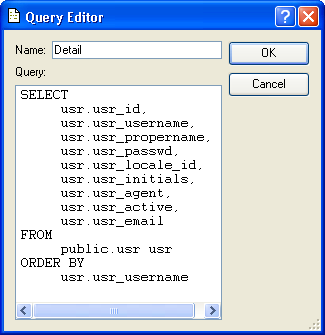 Query Editor
Name: Detail
OK
Query:
Cancel
SELECT
usr.usr_id,
usr.usr_username,
usr.usr_propername,
usr.usr_passwd,
usr.usr_locale_id,
usr.usr_initials,
usr.usr_agent,
usr.usr_active,
usr.usr_email
FROM
public.usr usr
ORDER BY
usr.usr_username